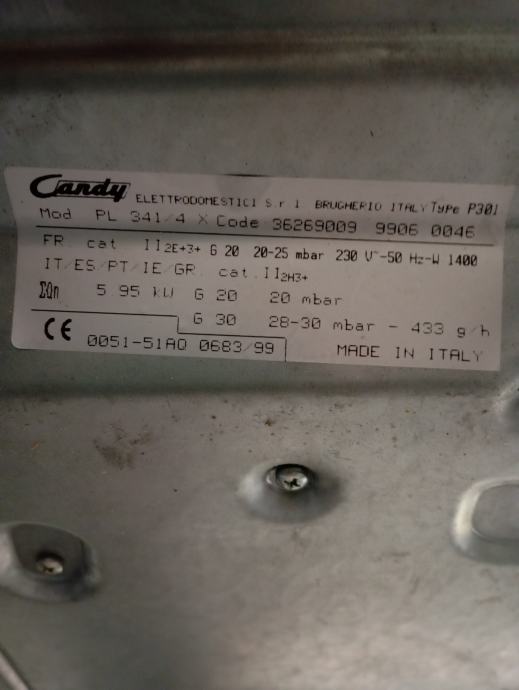 Candy ELETTRODOMESTICI S.r.l BRUGHERIO ITALY Type P301
Mod PL 341/4 X Code 36269009 9906 0046
FR cat II2E+3+ G 20 20-25 mbar 230 V~50 Hz-W 1400
IT/ES/PT/IE/GR cat II2H3+
ΣQn 5.95 kW G 20 20 mbar
G 30 28-30 mbar - 433 g/h
CE 0051-51AO 0683/99 MADE IN ITALY